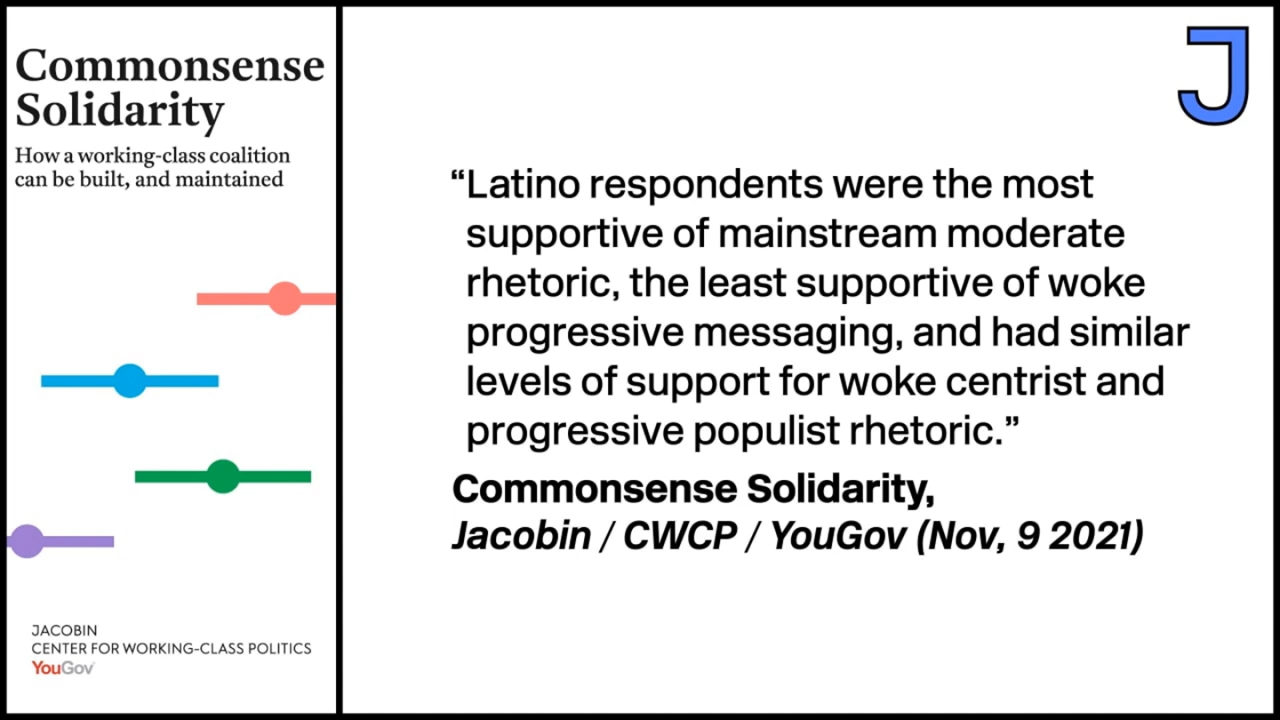 Commonsense
Solidarity
How a working-class coalition
can be built, and maintained
JACOBIN
CENTER FOR WORKING-CLASS POLITICS
YouGov
J
“Latino respondents were the most
supportive of mainstream moderate
rhetoric, the least supportive of woke
progressive messaging, and had similar
levels of support for woke centrist and
progressive populist rhetoric.”
Commonsense Solidarity,
Jacobin / CWCP / YouGov (Nov, 9 2021)